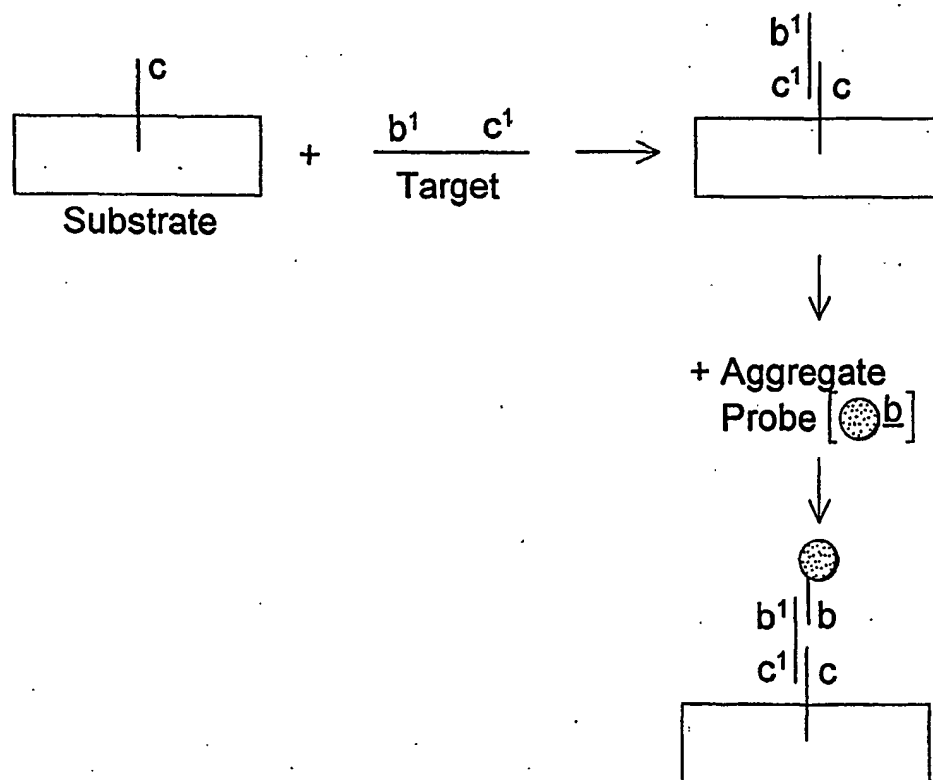 c
Substrate
+
b¹ c¹
Target
b¹
c¹ c
+ Aggregate
Probe [ b ]
b¹ b
c¹ c